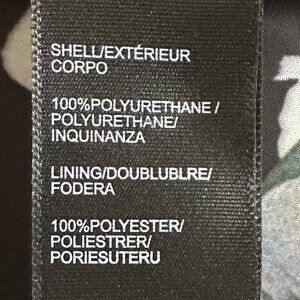 SHELL/EXTÉRIEUR
CORPO
100%POLYURETHANE /
POLYURETHANE/
INQUINANZA
LINING/DOUBLUBLRE/
FODERA
100%POLYESTER/
POLIESTRER/
PORIESUTERU